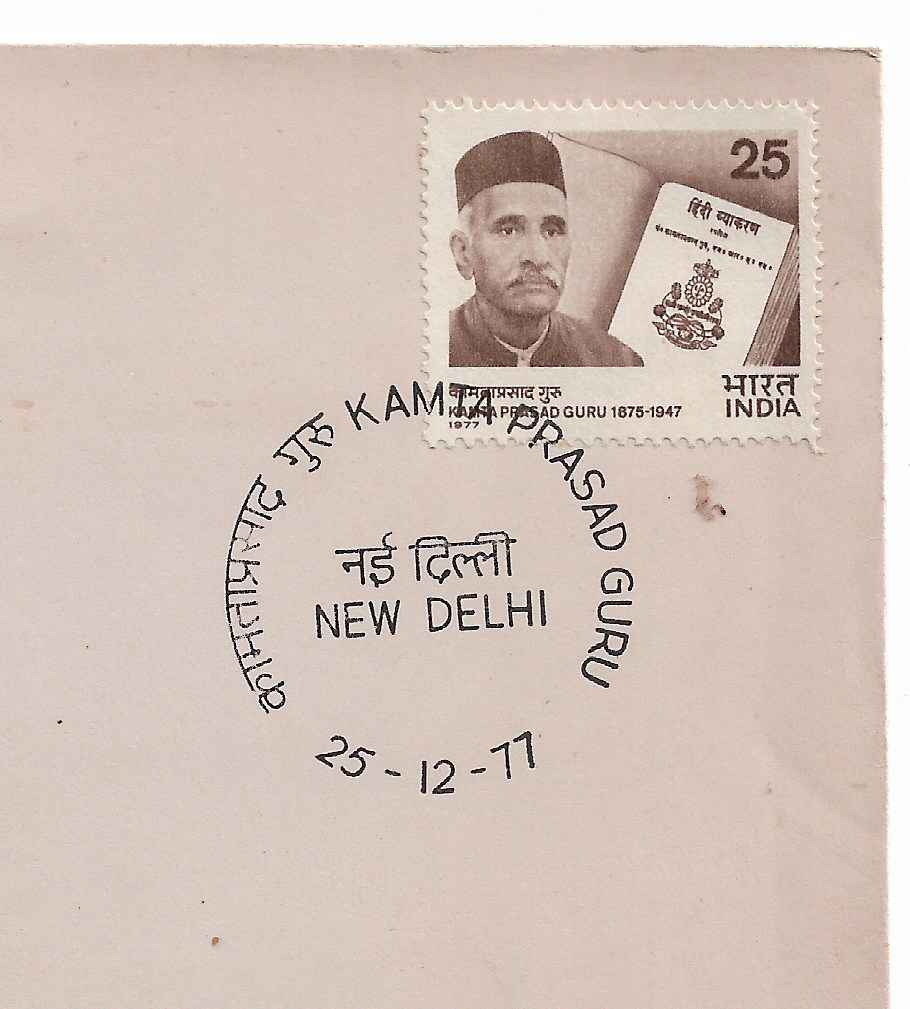 25
हिंदी व्याकरण
भारत
INDIA
कामताप्रसाद गुरु
KAMTA PRASAD GURU 1875-1947
1977
कामताप्रसाद गुरु KAMTA PRASAD GURU
नई दिल्ली
NEW DELHI
25-12-77